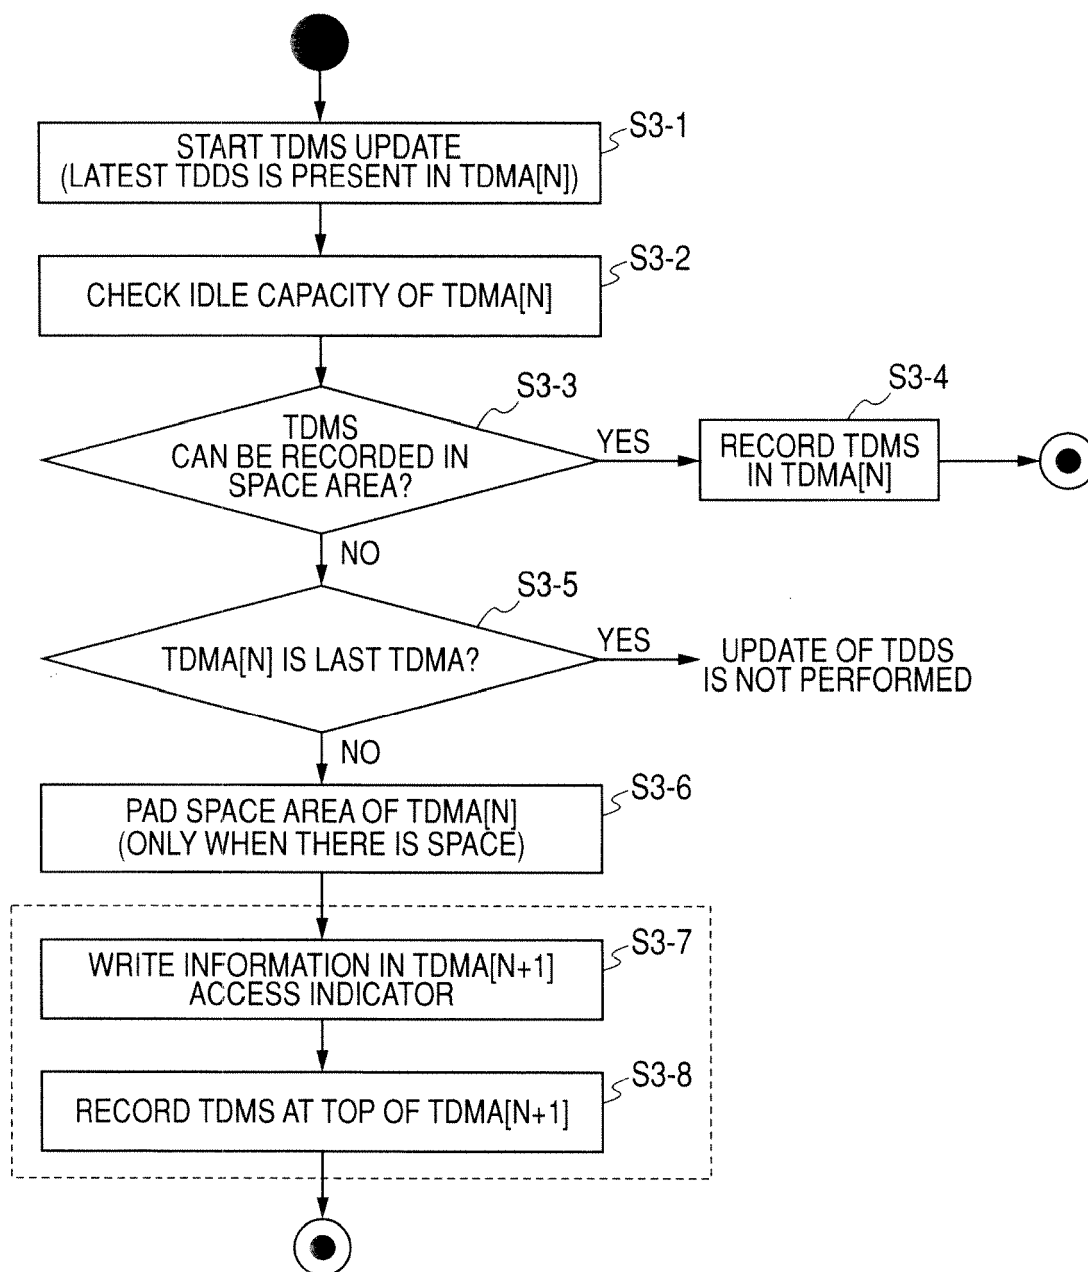 S3-1
START TDMS UPDATE
(LATEST TDDS IS PRESENT IN TDMA[N])
S3-2
CHECK IDLE CAPACITY OF TDMA[N]
S3-3
TDMS
CAN BE RECORDED IN
SPACE AREA?
YES
S3-4
RECORD TDMS
IN TDMA[N]
NO
S3-5
TDMA[N] IS LAST TDMA?
YES
UPDATE OF TDDS
IS NOT PERFORMED
NO
S3-6
PAD SPACE AREA OF TDMA[N]
(ONLY WHEN THERE IS SPACE)
S3-7
WRITE INFORMATION IN TDMA[N+1]
ACCESS INDICATOR
S3-8
RECORD TDMS AT TOP OF TDMA[N+1]